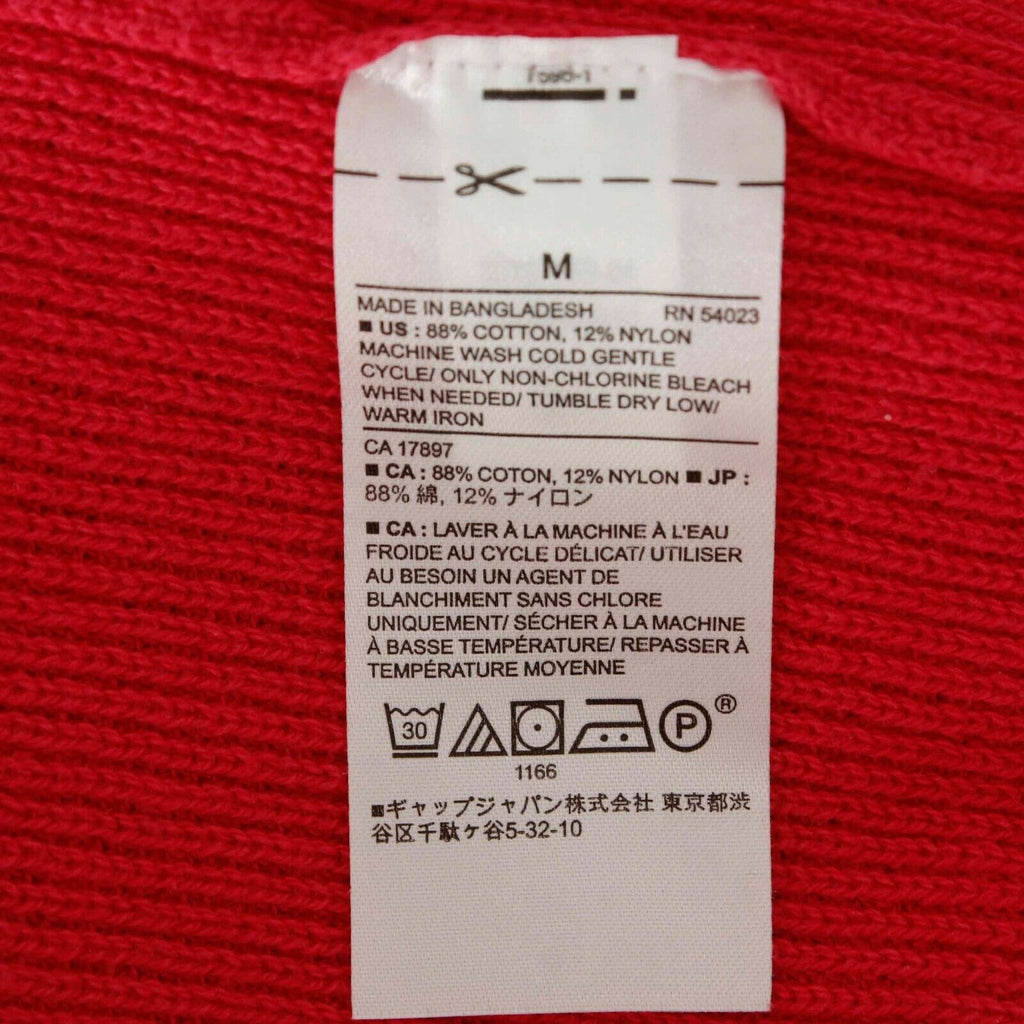 M
MADE IN BANGLADESH RN 54023
■ US : 88% COTTON, 12% NYLON
MACHINE WASH COLD GENTLE
CYCLE/ ONLY NON-CHLORINE BLEACH
WHEN NEEDED/ TUMBLE DRY LOW/
WARM IRON
CA 17897
■ CA : 88% COTON, 12% NYLON ■ JP :
88% 綿, 12% ナイロン
■ CA : LAVER À LA MACHINE À L'EAU
FROIDE AU CYCLE DÉLICAT/ UTILISER
AU BESOIN UN AGENT DE
BLANCHIMENT SANS CHLORE
UNIQUEMENT/ SÉCHER À LA MACHINE
À BASSE TEMPÉRATURE/ REPASSER À
TEMPÉRATURE MOYENNE
30 P ®
1166
■ギャップジャパン株式会社 東京都渋
谷区千駄ケ谷5-32-10